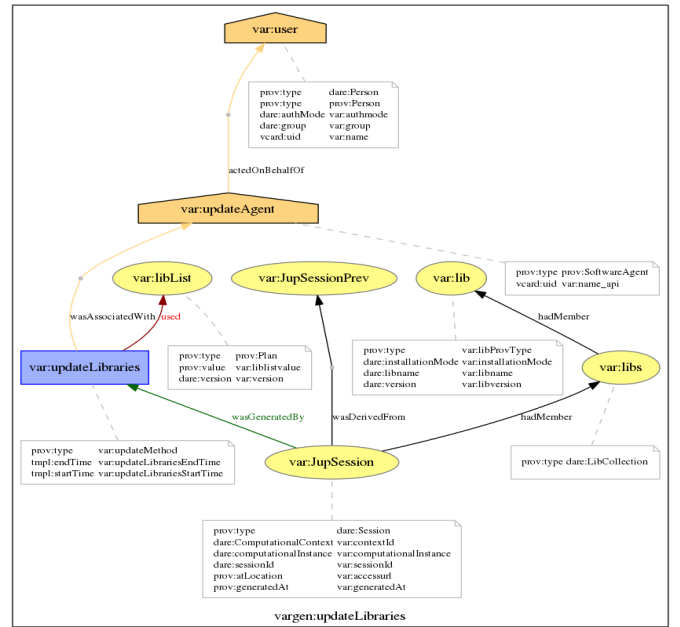 var:user
prov:type dare:Person
prov:type prov:Person
dare:authMode var:authmode
dare:group var:group
vcard:uid var:name
actedOnBehalfOf
var:updateAgent
var:libList
var:JupSessionPrev
var:lib
prov:type prov:SoftwareAgent
vcard:uid var:name_api
wasAssociatedWith
used
hadMember
prov:type prov:Plan
prov:value var:liblistvalue
dare:version var:version
prov:type var:libProvType
dare:installationMode var:installationMode
dare:libname var:libname
dare:version var:libversion
var:updateLibraries
var:libs
wasGeneratedBy
wasDerivedFrom
hadMember
prov:type var:updateMethod
tmpl:endTime var:updateLibrariesEndTime
tmpl:startTime var:updateLibrariesStartTime
var:JupSession
prov:type dare:LibCollection
prov:type dare:Session
dare:ComputationalContext var:contextId
dare:computationalInstance var:computationalInstance
dare:sessionId var:sessionId
prov:atLocation var:accessurl
prov:generatedAt var:generatedAt
vargen:updateLibraries